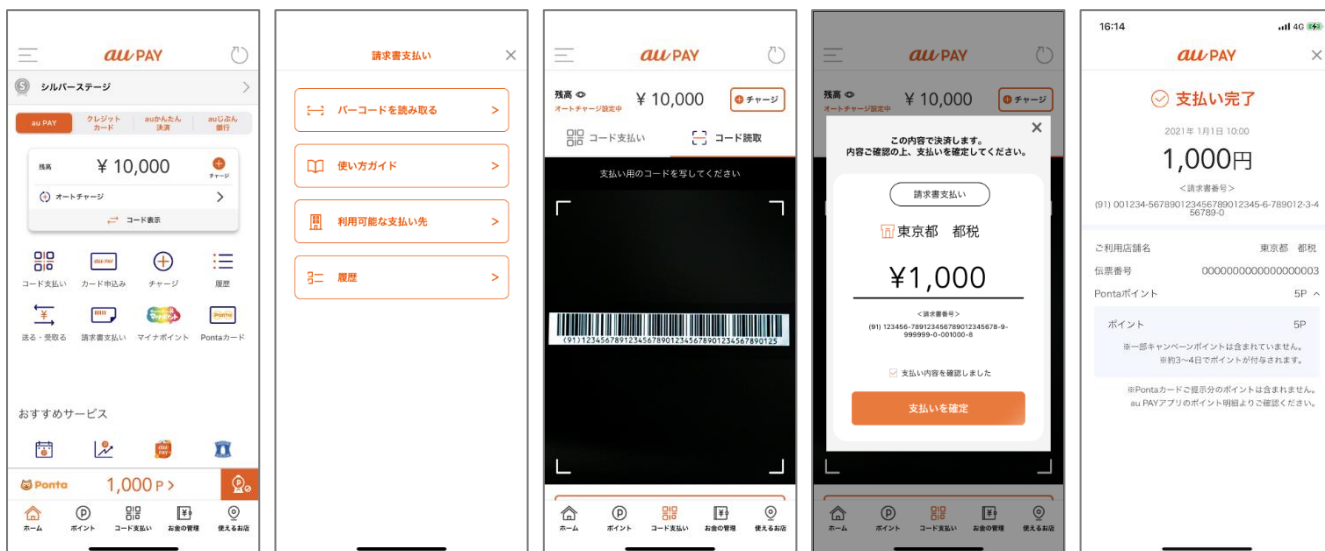 au PAY
シルバーステージ
au PAY
クレジット
カード
auかんたん
決済
auじぶん
銀行
残高
¥ 10,000
チャージ
オートチャージ
コード表示
コード支払い
カード申込み
チャージ
履歴
送る・受取る
請求書支払い
マイナポイント
Pontaカード
おすすめサービス
Ponta
1,000 P
ホーム
ポイント
コード支払い
お金の管理
使えるお店
請求書支払い
バーコードを読み取る
使い方ガイド
利用可能な支払い先
履歴
au PAY
残高
オートチャージ設定中
¥ 10,000
チャージ
コード支払い
コード読取
支払い用のコードを写してください
(91)123456789123456789012345678901234567890125
ホーム
ポイント
コード支払い
お金の管理
使えるお店
au PAY
残高
オートチャージ設定中
¥ 10,000
チャージ
この内容で決済します。
内容ご確認の上、支払いを確定してください。
請求書支払い
東京都 都税
¥1,000
<請求書番号>
(91) 123456-789123456789012345678-9-
999999-0-001000-8
支払い内容を確認しました
支払いを確定
ホーム
ポイント
コード支払い
お金の管理
使えるお店
16:14
4G
au PAY
支払い完了
2021年 1月1日 10:00
1,000円
<請求書番号>
(91) 001234-567890123456789012345-6-789012-3-4
56789-0
ご利用店舗名
東京都 都税
伝票番号
0000000000000000003
Pontaポイント
5P
ポイント
5P
※一部キャンペーンポイントは含まれていません。
※約3~4日でポイントが付与されます。
※Pontaカードご提示分のポイントは含まれません。
au PAYアプリのポイント明細よりご確認ください。